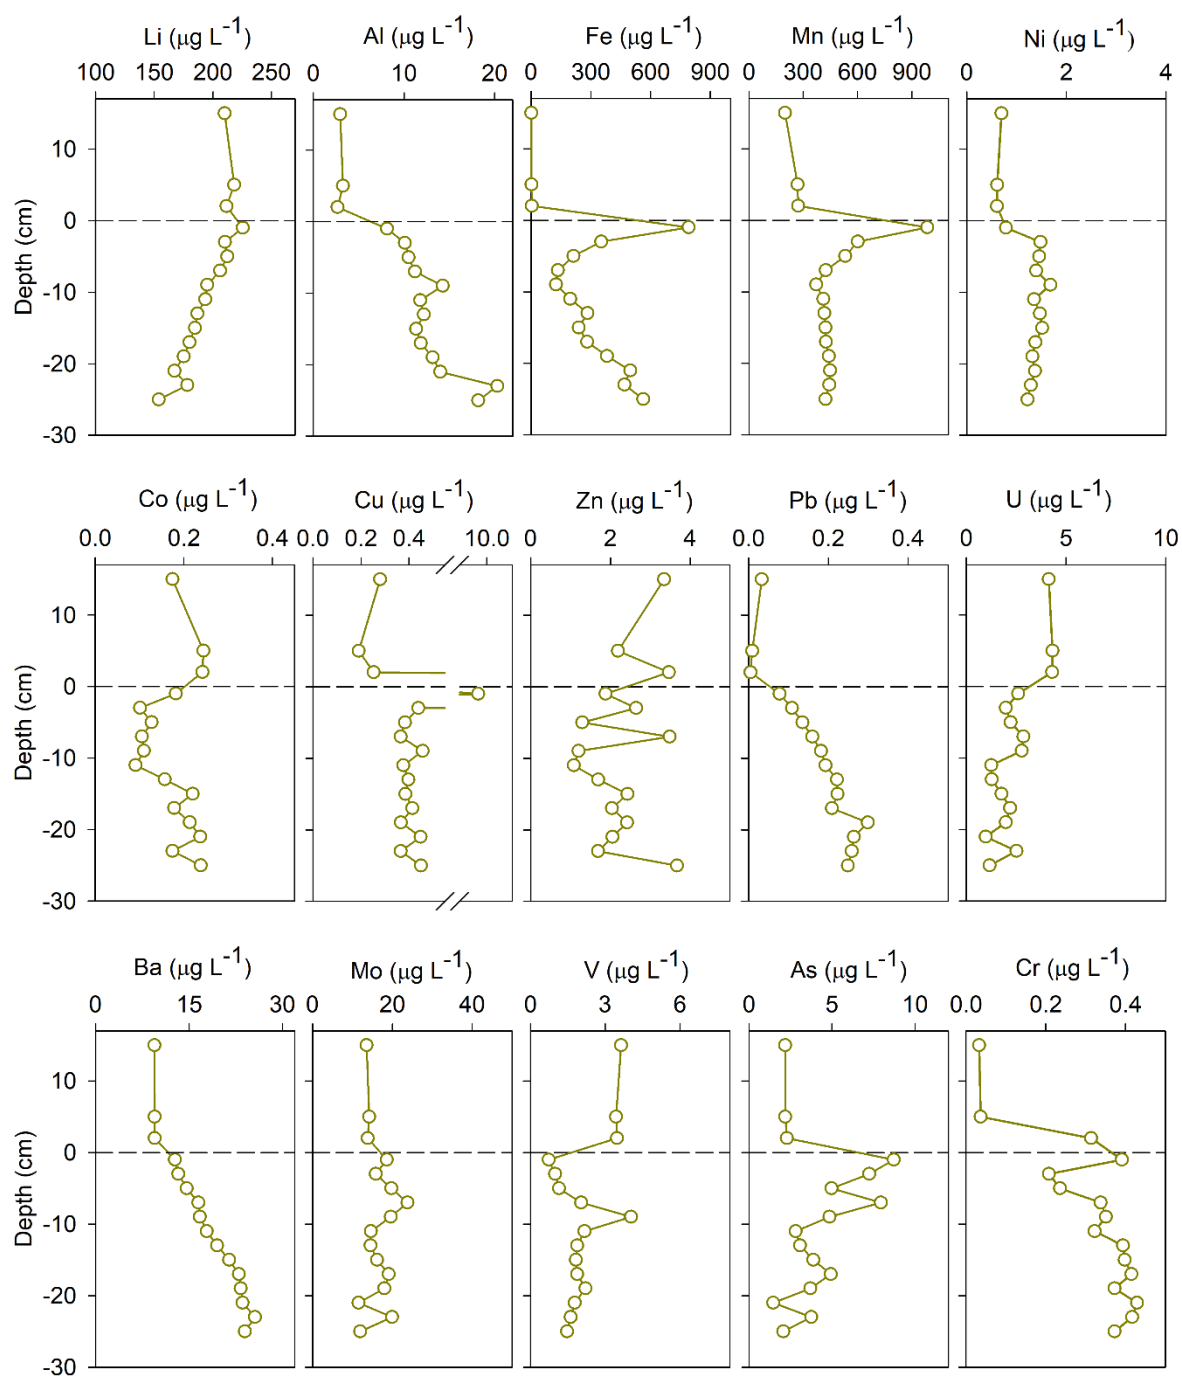 Li (μg L⁻¹) Al (μg L⁻¹) Fe (μg L⁻¹) Mn (μg L⁻¹) Ni (μg L⁻¹)
100 150 200 250 0 10 20 0 300 600 900 0 300 600 900 0 2 4
10
0
-10
-20
-30
Depth (cm)
Co (μg L⁻¹) Cu (μg L⁻¹) Zn (μg L⁻¹) Pb (μg L⁻¹) U (μg L⁻¹)
0.0 0.2 0.4 0.0 0.2 0.4 10.0 0 2 4 0.0 0.2 0.4 0 5 10
10
0
-10
-20
-30
Depth (cm)
Ba (μg L⁻¹) Mo (μg L⁻¹) V (μg L⁻¹) As (μg L⁻¹) Cr (μg L⁻¹)
0 15 30 0 20 40 0 3 6 0 5 10 0.0 0.2 0.4
10
0
-10
-20
-30
Depth (cm)